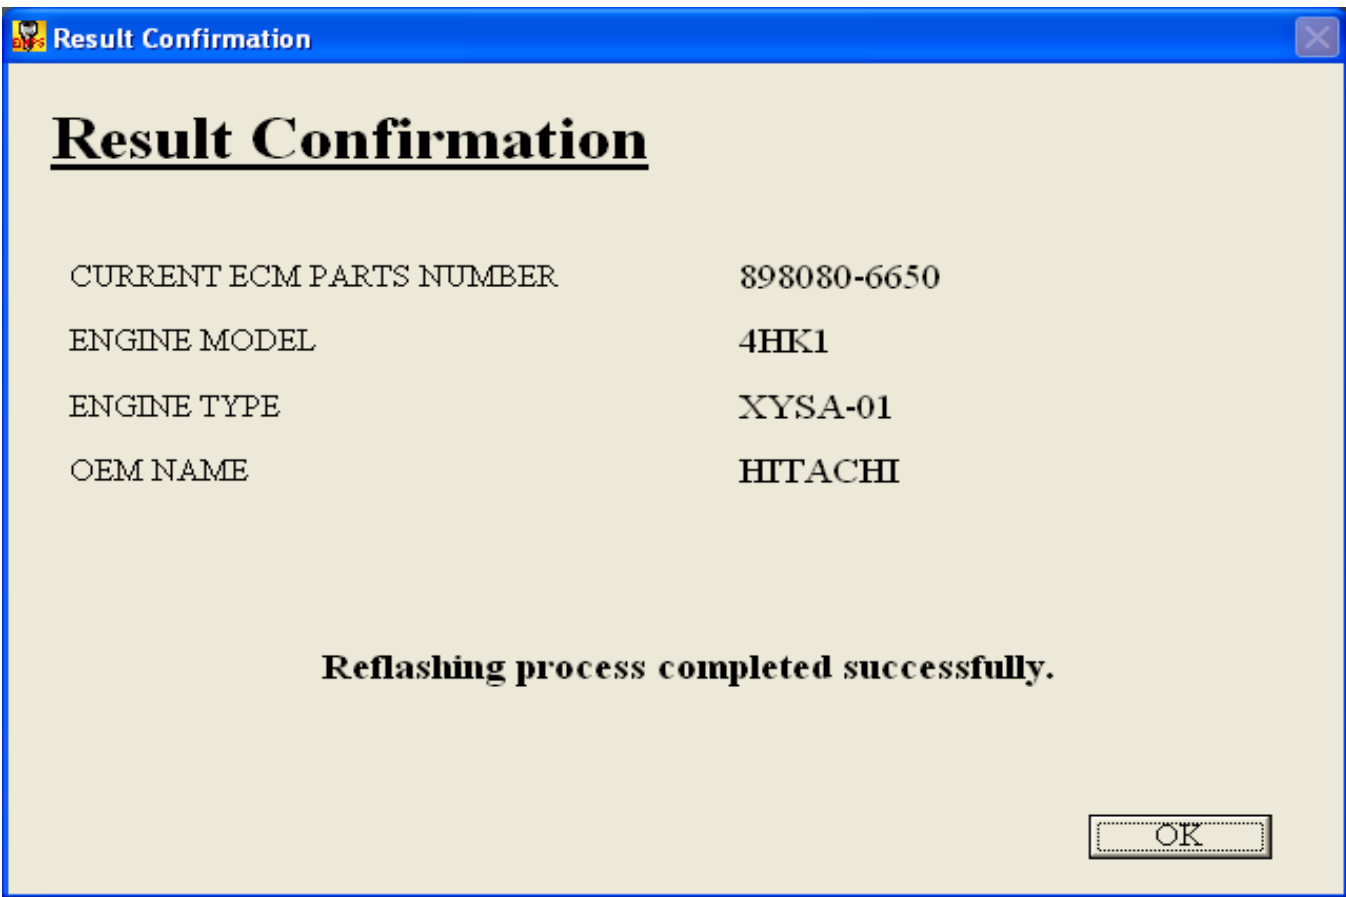 Result Confirmation
Result Confirmation
CURRENT ECM PARTS NUMBER 898080-6650
ENGINE MODEL 4HK1
ENGINE TYPE XYSA-01
OEM NAME HITACHI
Reflashing process completed successfully.
OK